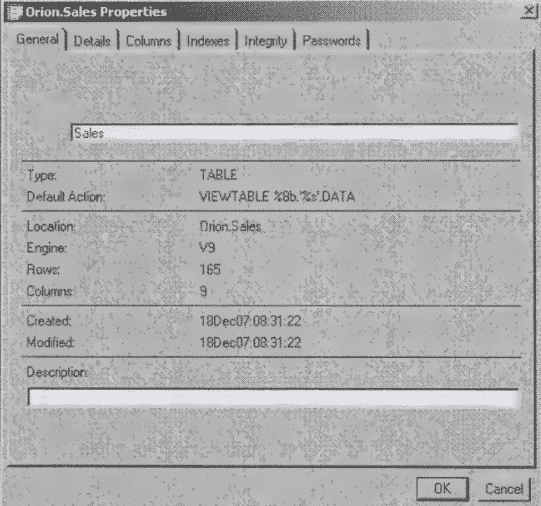 Orion.Sales Properties
General Details Columns Indexes Integrity Passwords
Sales
Type: TABLE
Default Action: VIEWTABLE %8b.'%s'.DATA
Location: Orion.Sales
Engine: V9
Rows: 165
Columns: 9
Created: 18Dec07:08:31:22
Modified: 18Dec07:08:31:22
Description:
OK Cancel